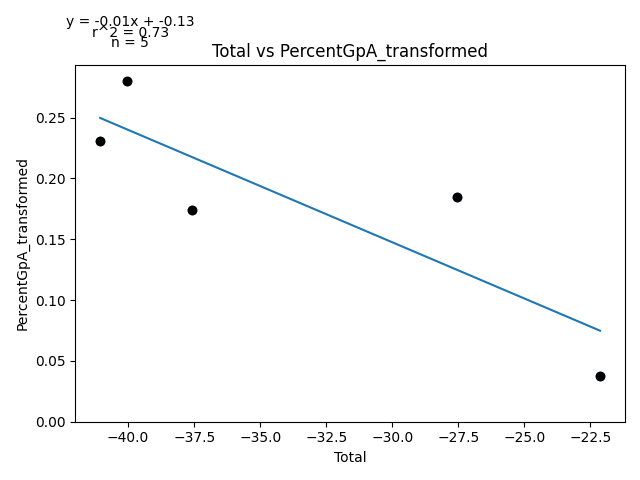 y = -0.01x + -0.13
r^2 = 0.73
n = 5
Total vs PercentGpA_transformed
PercentGpA_transformed
0.25
0.20
0.15
0.10
0.05
0.00
−40.0 −37.5 −35.0 −32.5 −30.0 −27.5 −25.0 −22.5
Total